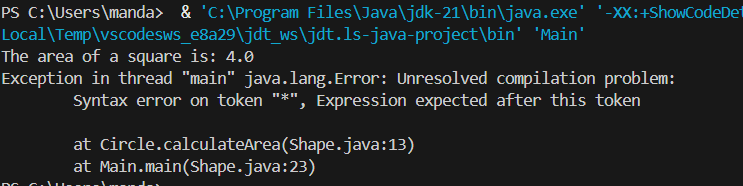 PS C:\Users\manda>  & 'C:\Program Files\Java\jdk-21\bin\java.exe' '-XX:+ShowCodeDet
Local\Temp\vscodesws_e8a29\jdt_ws\jdt.ls-java-project\bin' 'Main'
The area of a square is: 4.0
Exception in thread "main" java.lang.Error: Unresolved compilation problem:
        Syntax error on token "*", Expression expected after this token

        at Circle.calculateArea(Shape.java:13)
        at Main.main(Shape.java:23)
PS C:\Users\manda>